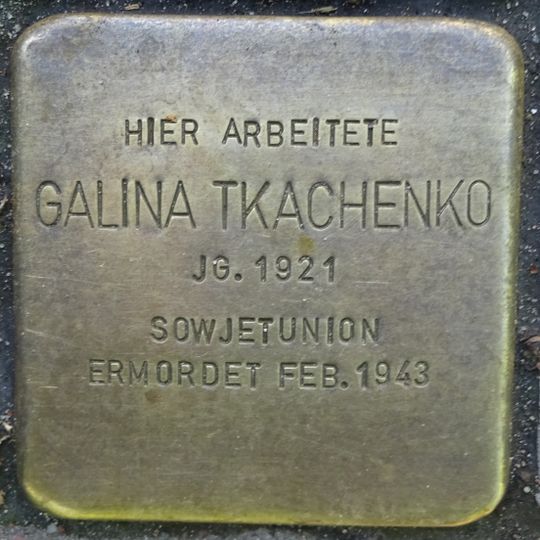 HIER ARBEITETE
GALINA TKACHENKO
JG. 1921
SOWJETUNION
ERMORDET FEB. 1943